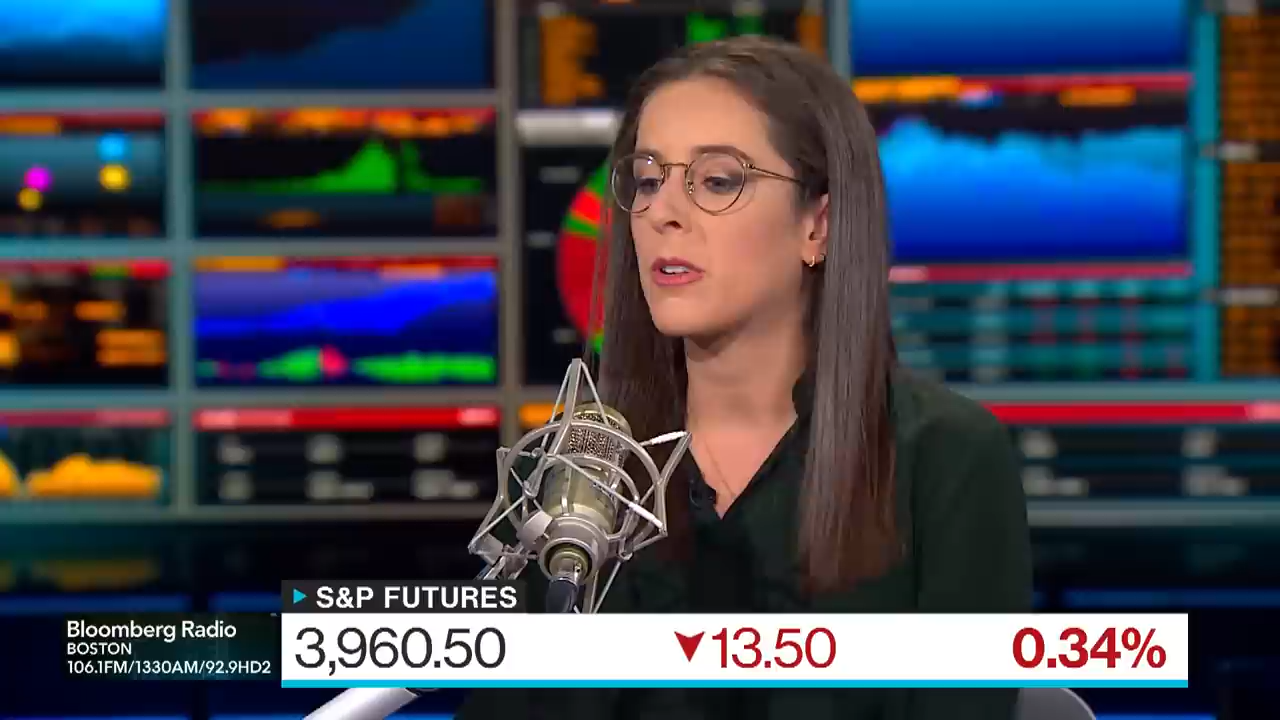 S&P FUTURES
Bloomberg Radio
BOSTON
106.1FM/1330AM/92.9HD2
3,960.50 ▼13.50 0.34%